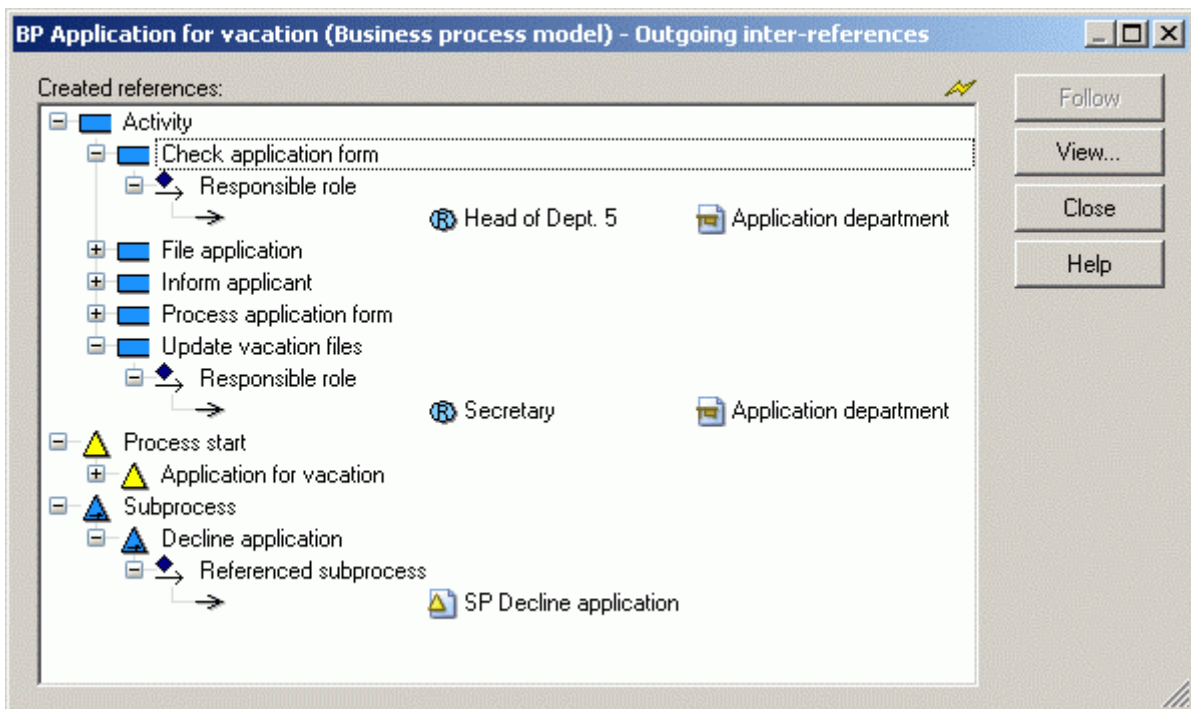 BP Application for vacation (Business process model) - Outgoing inter-references
Created references:
Follow
Activity
Check application form
View...
Responsible role
Head of Dept. 5 Application department
Close
File application
Inform applicant
Help
Process application form
Update vacation files
Responsible role
Secretary Application department
Process start
Application for vacation
Subprocess
Decline application
Referenced subprocess
SP Decline application